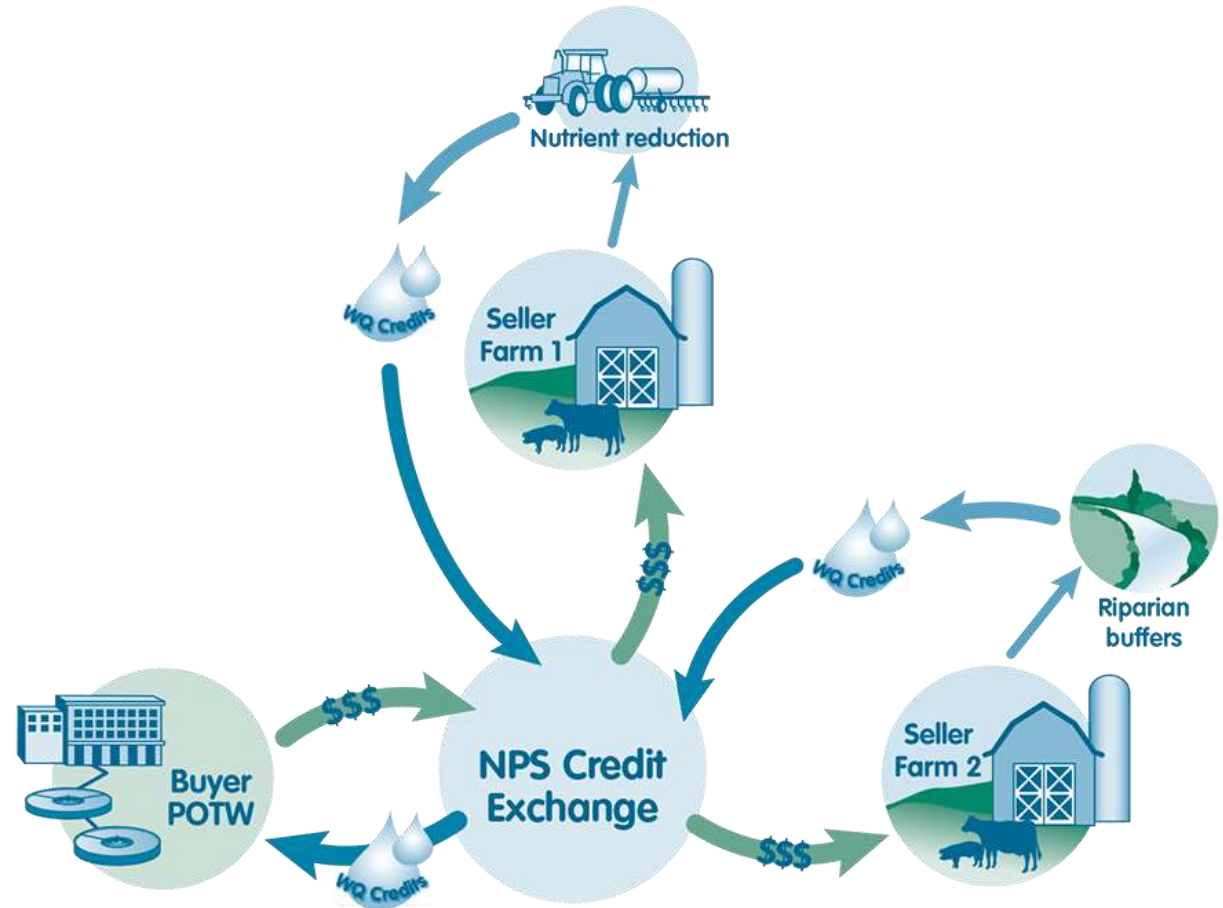 Nutrient reduction
WQ Credits
Seller
Farm 1
$$$
WQ Credits
Riparian
buffers
$$$
Buyer
POTW
NPS Credit
Exchange
Seller
Farm 2
$$$
WQ Credits